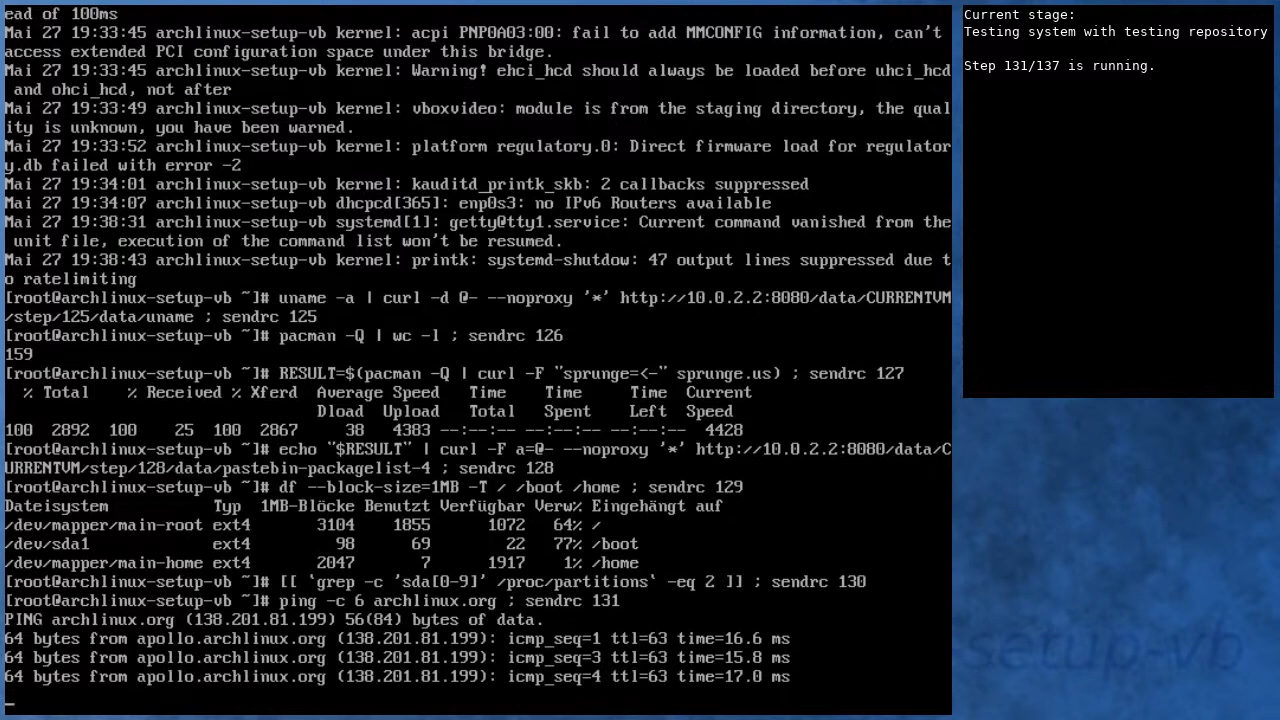 ead of 100ms
Mai 27 19:33:45 archlinux-setup-vb kernel: acpi PNP0A03:00: fail to add MMCONFIG information, can't
access extended PCI configuration space under this bridge.
Mai 27 19:33:45 archlinux-setup-vb kernel: Warning! ehci_hcd should always be loaded before uhci_hcd
 and ohci_hcd, not after
Mai 27 19:33:49 archlinux-setup-vb kernel: vboxvideo: module is from the staging directory, the qual
ity is unknown, you have been warned.
Mai 27 19:33:52 archlinux-setup-vb kernel: platform regulatory.0: Direct firmware load for regulator
y.db failed with error -2
Mai 27 19:34:01 archlinux-setup-vb kernel: kauditd_printk_skb: 2 callbacks suppressed
Mai 27 19:34:07 archlinux-setup-vb dhcpcd[365]: enp0s3: no IPv6 Routers available
Mai 27 19:38:31 archlinux-setup-vb systemd[1]: getty@tty1.service: Current command vanished from the
 unit file, execution of the command list won't be resumed.
Mai 27 19:38:43 archlinux-setup-vb kernel: printk: systemd-shutdow: 47 output lines suppressed due t
o ratelimiting
[root@archlinux-setup-vb ~]# uname -a | curl -d @- --noproxy '*' http://10.0.2.2:8080/data/CURRENTVM
/step/125/data/uname ; sendrc 125
[root@archlinux-setup-vb ~]# pacman -Q | wc -l ; sendrc 126
159
[root@archlinux-setup-vb ~]# RESULT=$(pacman -Q | curl -F "sprunge=<-" sprunge.us) ; sendrc 127
  % Total    % Received % Xferd  Average Speed   Time    Time     Time  Current
                                 Dload  Upload   Total   Spent    Left  Speed
100  2892  100    25  100  2867     38   4383 --:--:-- --:--:-- --:--:--  4428
[root@archlinux-setup-vb ~]# echo "$RESULT" | curl -F a=@- --noproxy '*' http://10.0.2.2:8080/data/C
URRENTVM/step/128/data/pastebin-packagelist-4 ; sendrc 128
[root@archlinux-setup-vb ~]# df --block-size=1MB -T / /boot /home ; sendrc 129
Dateisystem           Typ  1MB-Blöcke Benutzt Verfügbar Verw% Eingehängt auf
/dev/mapper/main-root ext4       3104    1855      1072   64% /
/dev/sda1             ext4         98      69        22   77% /boot
/dev/mapper/main-home ext4       2047       7      1917    1% /home
[root@archlinux-setup-vb ~]# [[ `grep -c 'sda[0-9]' /proc/partitions` -eq 2 ]] ; sendrc 130
[root@archlinux-setup-vb ~]# ping -c 6 archlinux.org ; sendrc 131
PING archlinux.org (138.201.81.199) 56(84) bytes of data.
64 bytes from apollo.archlinux.org (138.201.81.199): icmp_seq=1 ttl=63 time=16.6 ms
64 bytes from apollo.archlinux.org (138.201.81.199): icmp_seq=3 ttl=63 time=15.8 ms
64 bytes from apollo.archlinux.org (138.201.81.199): icmp_seq=4 ttl=63 time=17.0 ms
Current stage:
Testing system with testing repository
Step 131/137 is running.
setup-vb